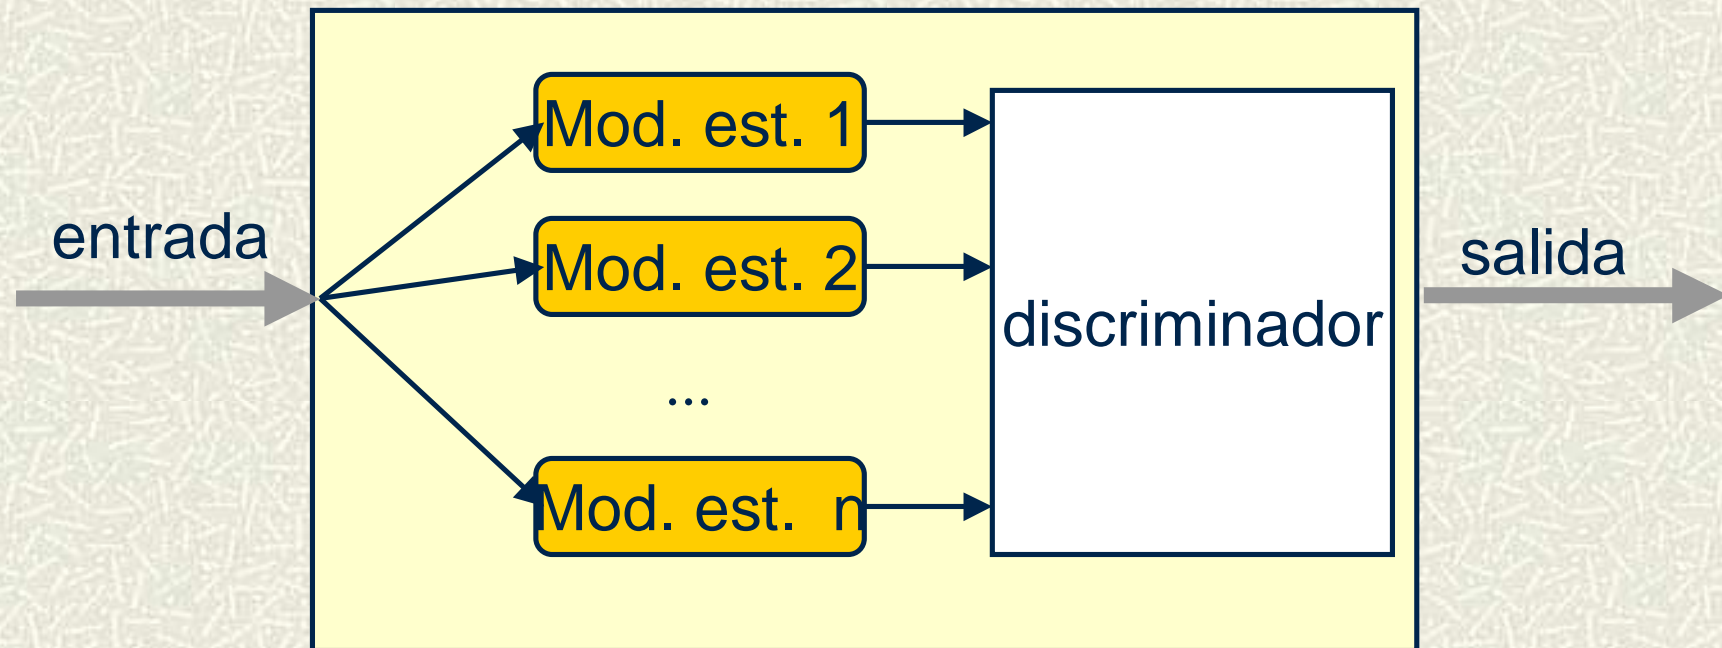 entrada
Mod. est. 1
Mod. est. 2
...
Mod. est. n
discriminador
salida